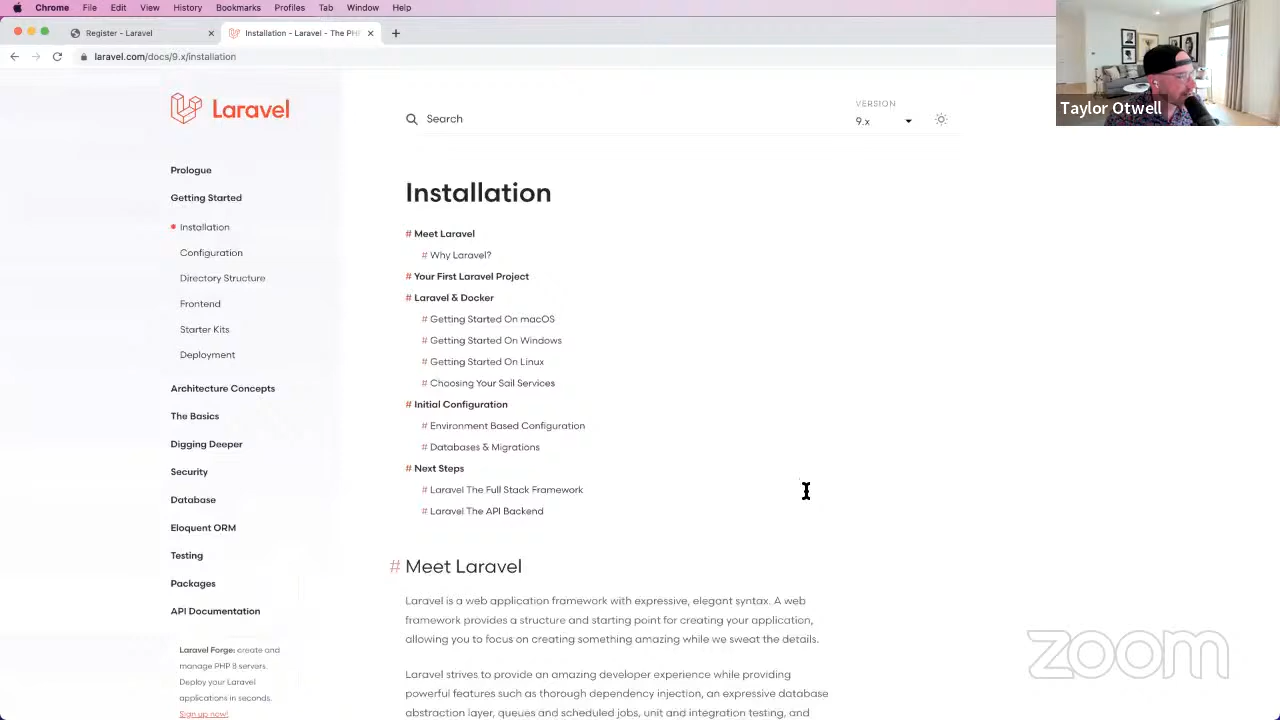 Chrome File Edit View History Bookmarks Profiles Tab Window Help
Register - Laravel
Installation - Laravel - The PH
laravel.com/docs/9.x/installation
Taylor Otwell
Laravel
Search
VERSION
9.x
Prologue
Getting Started
Installation
Configuration
Directory Structure
Frontend
Starter Kits
Deployment
Architecture Concepts
The Basics
Digging Deeper
Security
Database
Eloquent ORM
Testing
Packages
API Documentation
Laravel Forge: create and
manage PHP 8 servers.
Deploy your Laravel
applications in seconds.
Sign up now!
Installation
# Meet Laravel
# Why Laravel?
# Your First Laravel Project
# Laravel & Docker
# Getting Started On macOS
# Getting Started On Windows
# Getting Started On Linux
# Choosing Your Sail Services
# Initial Configuration
# Environment Based Configuration
# Databases & Migrations
# Next Steps
# Laravel The Full Stack Framework
# Laravel The API Backend
# Meet Laravel
Laravel is a web application framework with expressive, elegant syntax. A web
framework provides a structure and starting point for creating your application,
allowing you to focus on creating something amazing while we sweat the details.
Laravel strives to provide an amazing developer experience while providing
powerful features such as thorough dependency injection, an expressive database
abstraction layer, queues and scheduled jobs, unit and integration testing, and
zoom